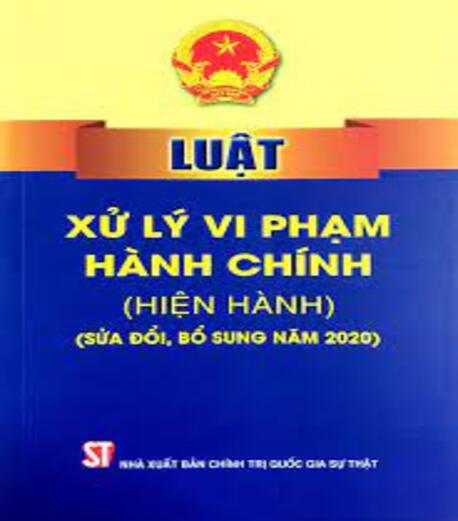 LUẬT
XỬ LÝ VI PHẠM
HÀNH CHÍNH
(HIỆN HÀNH)
(SỬA ĐỔI, BỔ SUNG NĂM 2020)
ST NHÀ XUẤT BẢN CHÍNH TRỊ QUỐC GIA SỰ THẬT